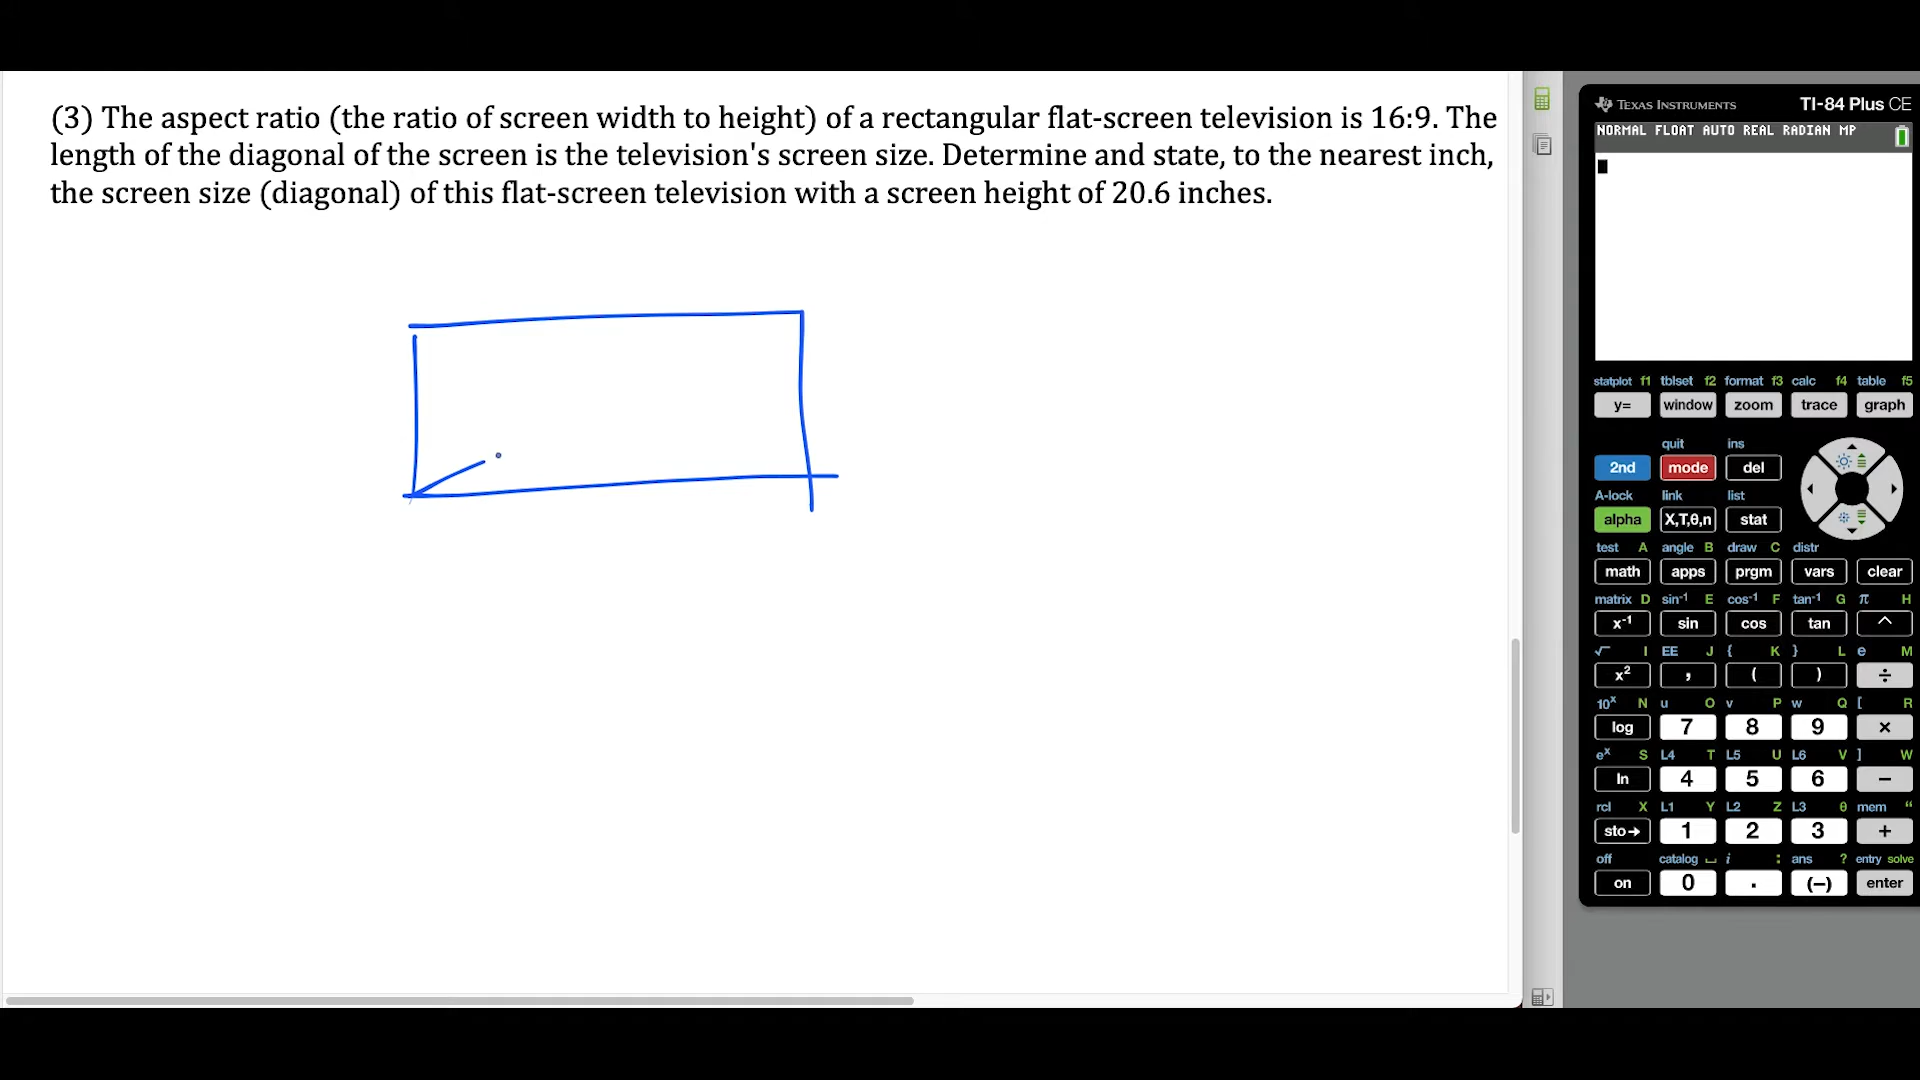 (3) The aspect ratio (the ratio of screen width to height) of a rectangular flat-screen television is 16:9. The
length of the diagonal of the screen is the television's screen size. Determine and state, to the nearest inch,
the screen size (diagonal) of this flat-screen television with a screen height of 20.6 inches.
TEXAS INSTRUMENTS TI-84 Plus CE
NORMAL FLOAT AUTO REAL RADIAN MP
statplot f1 tblset f2 format f3 calc f4 table f5
y= window zoom trace graph
quit ins
2nd mode del
A-lock link list
alpha X,T,θ,n stat
test A angle B draw C distr
math apps prgm vars clear
matrix D sin-1 E cos-1 F tan-1 G π H
x-1 sin cos tan ^
√ I EE J { K } L e M
x2 , ( ) ÷
10x N u O v P w Q [ R
log 7 8 9 ×
ex S L4 T L5 U L6 V ] W
ln 4 5 6 −
rcl X L1 Y L2 Z L3 θ mem "
sto→ 1 2 3 +
off catalog ⎵ i : ans ? entry solve
on 0 . (−) enter